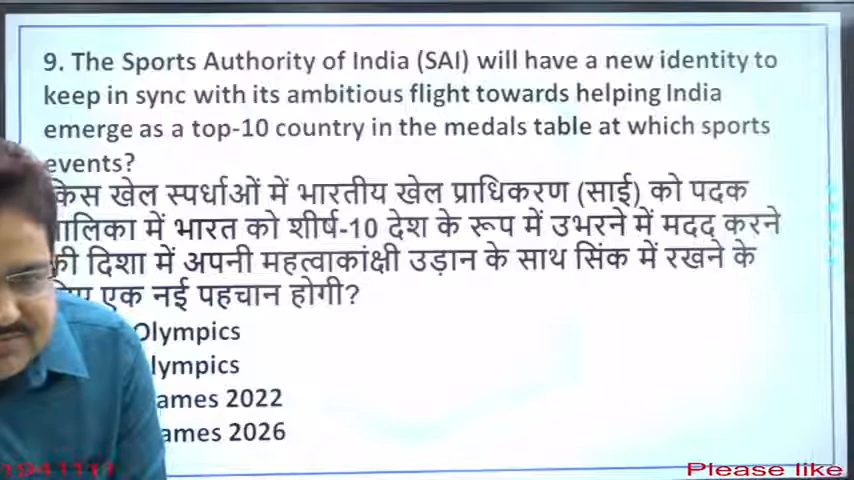 9. The Sports Authority of India (SAI) will have a new identity to
keep in sync with its ambitious flight towards helping India
emerge as a top-10 country in the medals table at which sports
events?
किस खेल स्पर्धाओं में भारतीय खेल प्राधिकरण (साई) को पदक
ालिका में भारत को शीर्ष-10 देश के रूप में उभरने में मदद करने
की दिशा में अपनी महत्वाकांक्षी उड़ान के साथ सिंक में रखने के
एक नई पहचान होगी?
Olympics
lympics
ames 2022
ames 2026
1941111
Please like